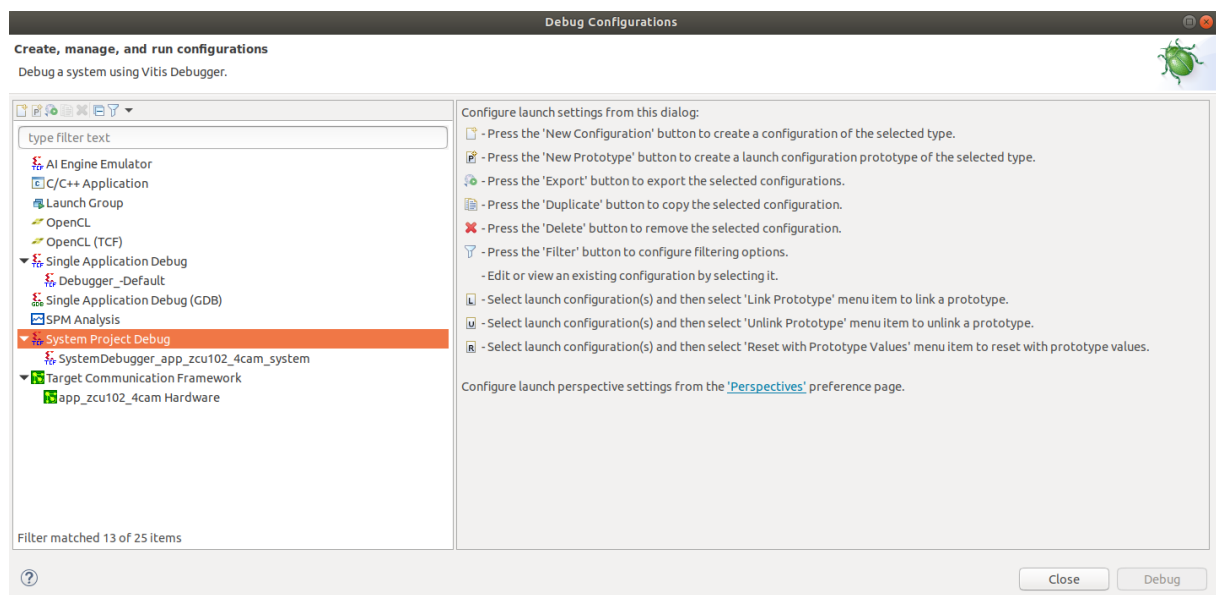 Debug Configurations
Create, manage, and run configurations
Debug a system using Vitis Debugger.
type filter text
AI Engine Emulator
C/C++ Application
Launch Group
OpenCL
OpenCL (TCF)
Single Application Debug
Debugger_-Default
Single Application Debug (GDB)
SPM Analysis
System Project Debug
SystemDebugger_app_zcu102_4cam_system
Target Communication Framework
app_zcu102_4cam Hardware
Filter matched 13 of 25 items
Configure launch settings from this dialog:
- Press the 'New Configuration' button to create a configuration of the selected type.
- Press the 'New Prototype' button to create a launch configuration prototype of the selected type.
- Press the 'Export' button to export the selected configurations.
- Press the 'Duplicate' button to copy the selected configuration.
- Press the 'Delete' button to remove the selected configuration.
- Press the 'Filter' button to configure filtering options.
- Edit or view an existing configuration by selecting it.
L - Select launch configuration(s) and then select 'Link Prototype' menu item to link a prototype.
U - Select launch configuration(s) and then select 'Unlink Prototype' menu item to unlink a prototype.
R - Select launch configuration(s) and then select 'Reset with Prototype Values' menu item to reset with prototype values.
Configure launch perspective settings from the 'Perspectives' preference page.
Close
Debug